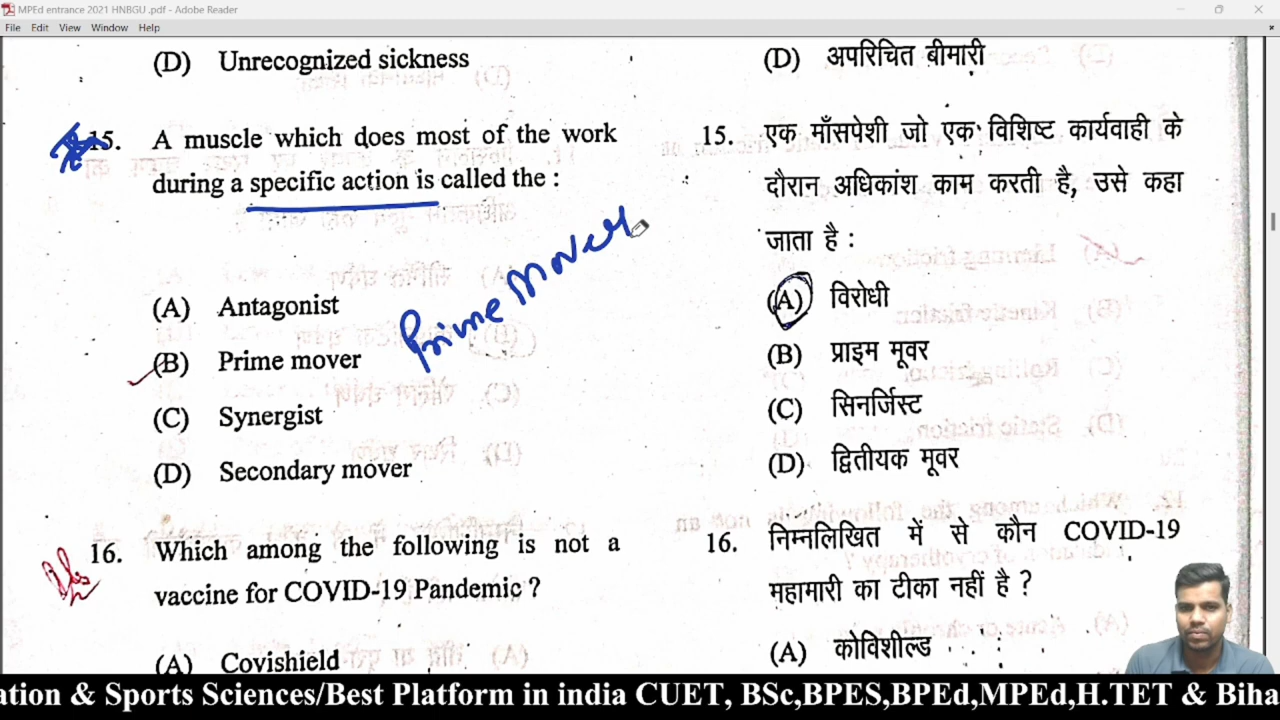 MPEd entrance 2021 HNBGU .pdf - Adobe Reader
File Edit View Window Help
(D) Unrecognized sickness
15. A muscle which does most of the work
during a specific action is called the :
Prime Mover
(A) Antagonist
(B) Prime mover
(C) Synergist
(D) Secondary mover
16. Which among the following is not a
vaccine for COVID-19 Pandemic ?
(A) Covishield
(D) अपरिचित बीमारी
15. एक माँसपेशी जो एक विशिष्ट कार्यवाही के
दौरान अधिकांश काम करती है, उसे कहा
जाता है :
(A) विरोधी
(B) प्राइम मूवर
(C) सिनर्जिस्ट
(D) द्वितीयक मूवर
16. निम्नलिखित में से कौन COVID-19
महामारी का टीका नहीं है ?
(A) कोविशील्ड
ation & Sports Sciences/Best Platform in india CUET, BSc,BPES,BPEd,MPEd,H.TET & Biha